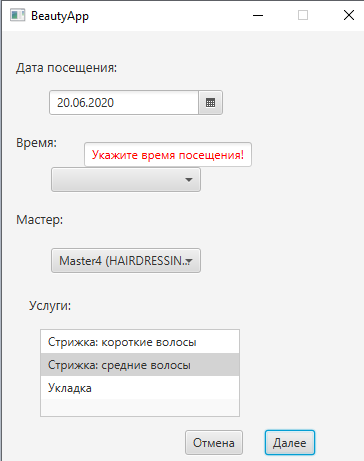 BeautyApp
Дата посещения:
20.06.2020
Время:
Укажите время посещения!
Мастер:
Master4 (HAIRDRESSIN...
Услуги:
Стрижка: короткие волосы
Стрижка: средние волосы
Укладка
Отмена
Далее